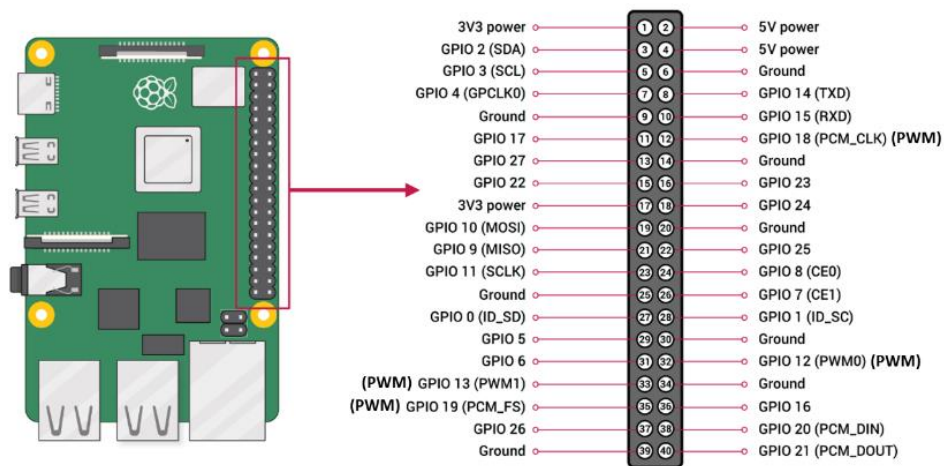 3V3 power 1 2 5V power
GPIO 2 (SDA) 3 4 5V power
GPIO 3 (SCL) 5 6 Ground
GPIO 4 (GPCLK0) 7 8 GPIO 14 (TXD)
Ground 9 10 GPIO 15 (RXD)
GPIO 17 11 12 GPIO 18 (PCM_CLK) (PWM)
GPIO 27 13 14 Ground
GPIO 22 15 16 GPIO 23
3V3 power 17 18 GPIO 24
GPIO 10 (MOSI) 19 20 Ground
GPIO 9 (MISO) 21 22 GPIO 25
GPIO 11 (SCLK) 23 24 GPIO 8 (CE0)
Ground 25 26 GPIO 7 (CE1)
GPIO 0 (ID_SD) 27 28 GPIO 1 (ID_SC)
GPIO 5 29 30 Ground
GPIO 6 31 32 GPIO 12 (PWM0) (PWM)
(PWM) GPIO 13 (PWM1) 33 34 Ground
(PWM) GPIO 19 (PCM_FS) 35 36 GPIO 16
GPIO 26 37 38 GPIO 20 (PCM_DIN)
Ground 39 40 GPIO 21 (PCM_DOUT)